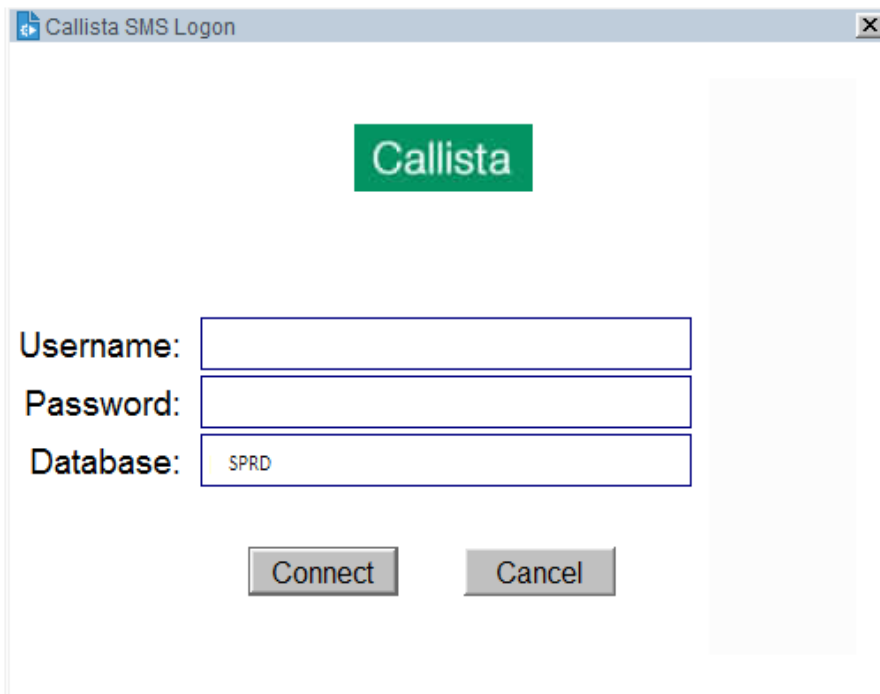 Callista SMS Logon
Callista
Username:
Password:
Database: SPRD
Connect Cancel